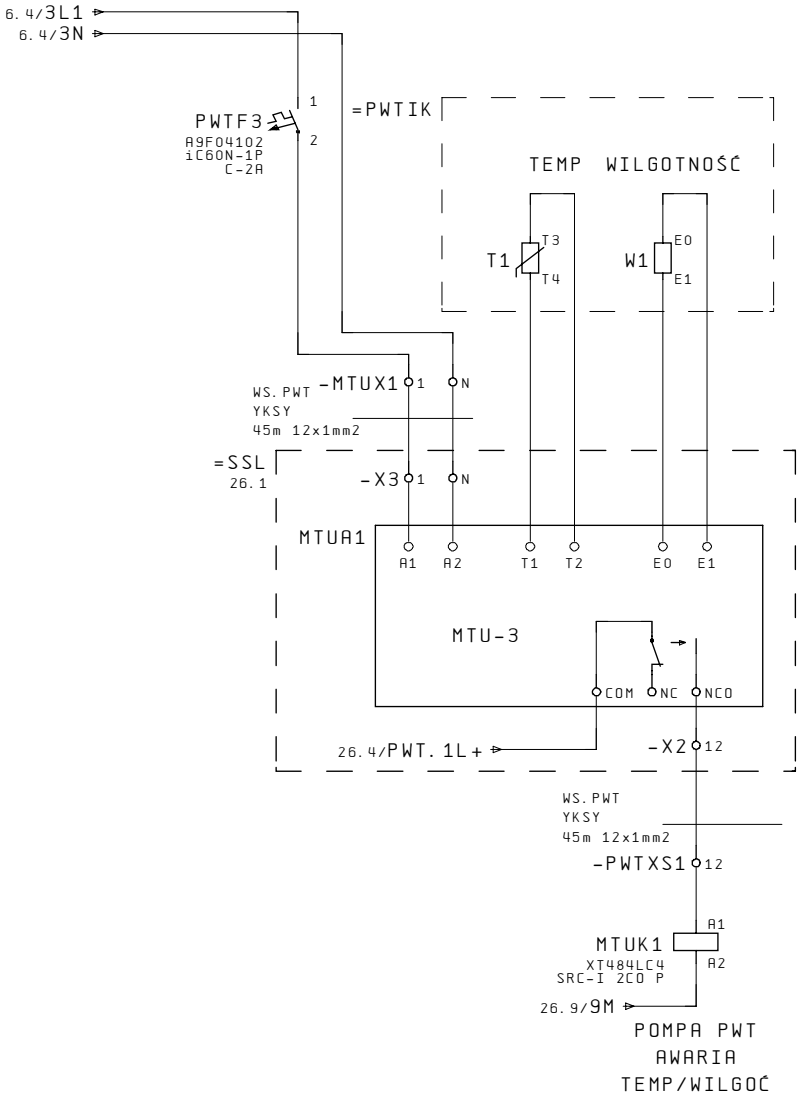 6.4/3L1
6.4/3N
1
PWTF3
2
A9F04102
iC60N-1P
C-2A
=PWTIK
TEMP WILGOTNOŚĆ
T1
T3
T4
W1
E0
E1
-MTUX1 1 N
WS.PWT
YKSY
45m 12x1mm2
=SSL
26.1
-X3 1 N
MTUA1
A1 A2 T1 T2 E0 E1
MTU-3
COM NC NCO
26.4/PWT.1L+
-X2 12
WS.PWT
YKSY
45m 12x1mm2
-PWTXS1 12
A1
MTUK1
A2
XT484LC4
SRC-I 2CO P
26.9/9M
POMPA PWT
AWARIA
TEMP/WILGOĆ